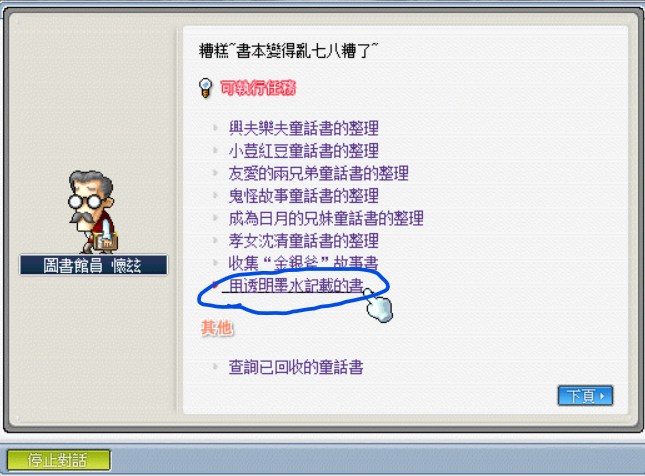 糟糕~書本變得亂七八糟了~
可執行任務
興夫樂夫童話書的整理
小荳紅豆童話書的整理
友愛的兩兄弟童話書的整理
鬼怪故事童話書的整理
成為日月的兄妹童話書的整理
孝女沈清童話書的整理
收集“金銀斧”故事書
用透明墨水記載的書
圖書館員 懷茲
其他
查詢已回收的童話書
下頁
停止對話